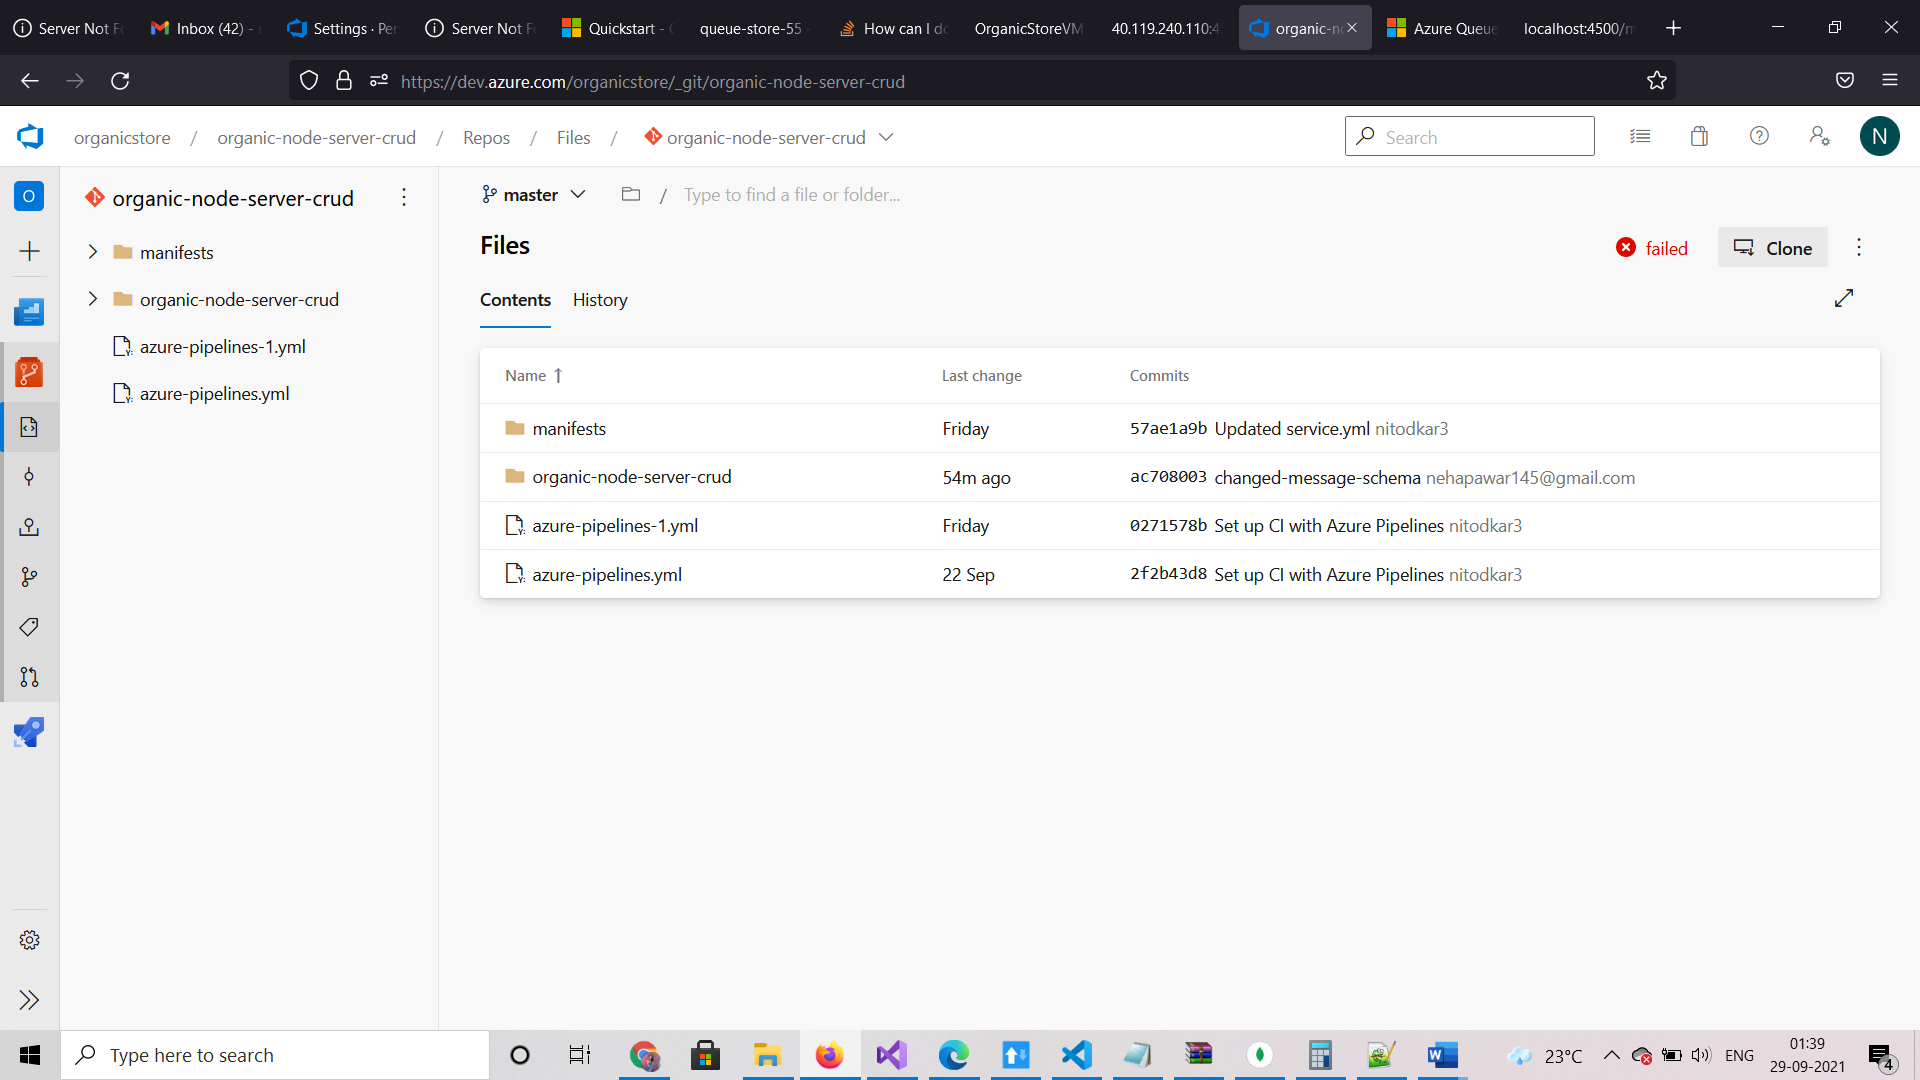 Server Not F
Inbox (42) -
Settings · Per
Server Not F
Quickstart -
queue-store-55
How can I do
OrganicStoreVM
40.119.240.110:4
organic-n
Azure Queue
localhost:4500/m
https://dev.azure.com/organicstore/_git/organic-node-server-crud
organicstore / organic-node-server-crud / Repos / Files / organic-node-server-crud
Search
N
O
organic-node-server-crud
manifests
organic-node-server-crud
azure-pipelines-1.yml
azure-pipelines.yml
master / Type to find a file or folder...
Files
failed
Clone
Contents History
Name ↑ Last change Commits
manifests Friday 57ae1a9b Updated service.yml nitodkar3
organic-node-server-crud 54m ago ac708003 changed-message-schema nehapawar145@gmail.com
azure-pipelines-1.yml Friday 0271578b Set up CI with Azure Pipelines nitodkar3
azure-pipelines.yml 22 Sep 2f2b43d8 Set up CI with Azure Pipelines nitodkar3
Type here to search
23°C
ENG
01:39
29-09-2021
4